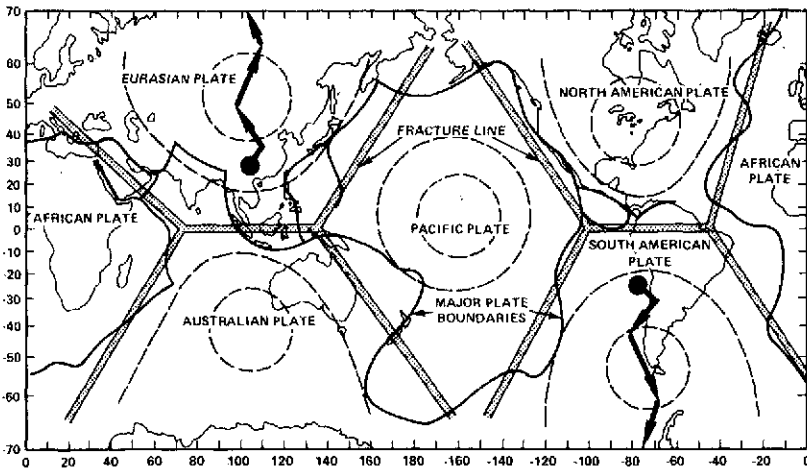 70
60
50
40
30
20
10
0
-10
-20
-30
-40
-50
-60
-70
EURASIAN PLATE
NORTH AMERICAN PLATE
FRACTURE LINE
AFRICAN PLATE
AFRICAN
PLATE
PACIFIC PLATE
SOUTH AMERICAN
PLATE
AUSTRALIAN PLATE
MAJOR PLATE
BOUNDARIES
0 20 40 60 80 100 120 140 160 -180 -160 -140 -120 -100 -80 -60 -40 -20 0